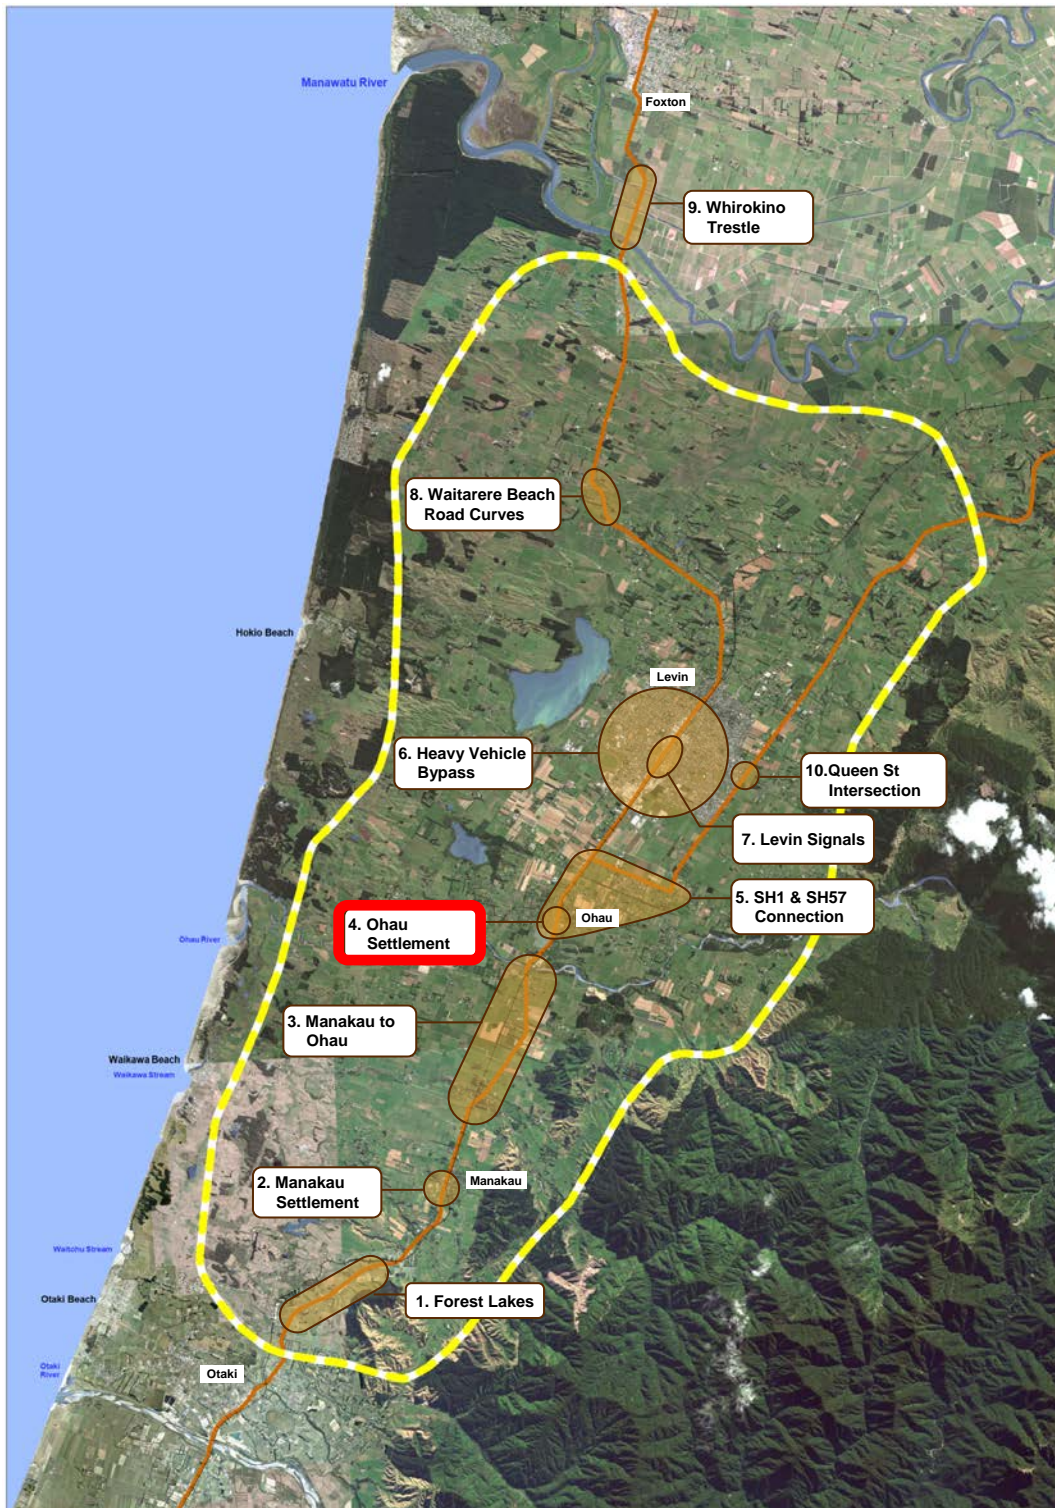 Manawatu River
Foxton
9. Whirokino
Trestle
8. Waitarere Beach
Road Curves
Hokio Beach
Levin
6. Heavy Vehicle
Bypass
10.Queen St
Intersection
7. Levin Signals
5. SH1 & SH57
Connection
4. Ohau
Settlement
Ohau
Ohau River
3. Manakau to
Ohau
Waikawa Beach
Waikawa Stream
2. Manakau
Settlement
Manakau
Waitohu Stream
Otaki Beach
1. Forest Lakes
Otaki
River
Otaki